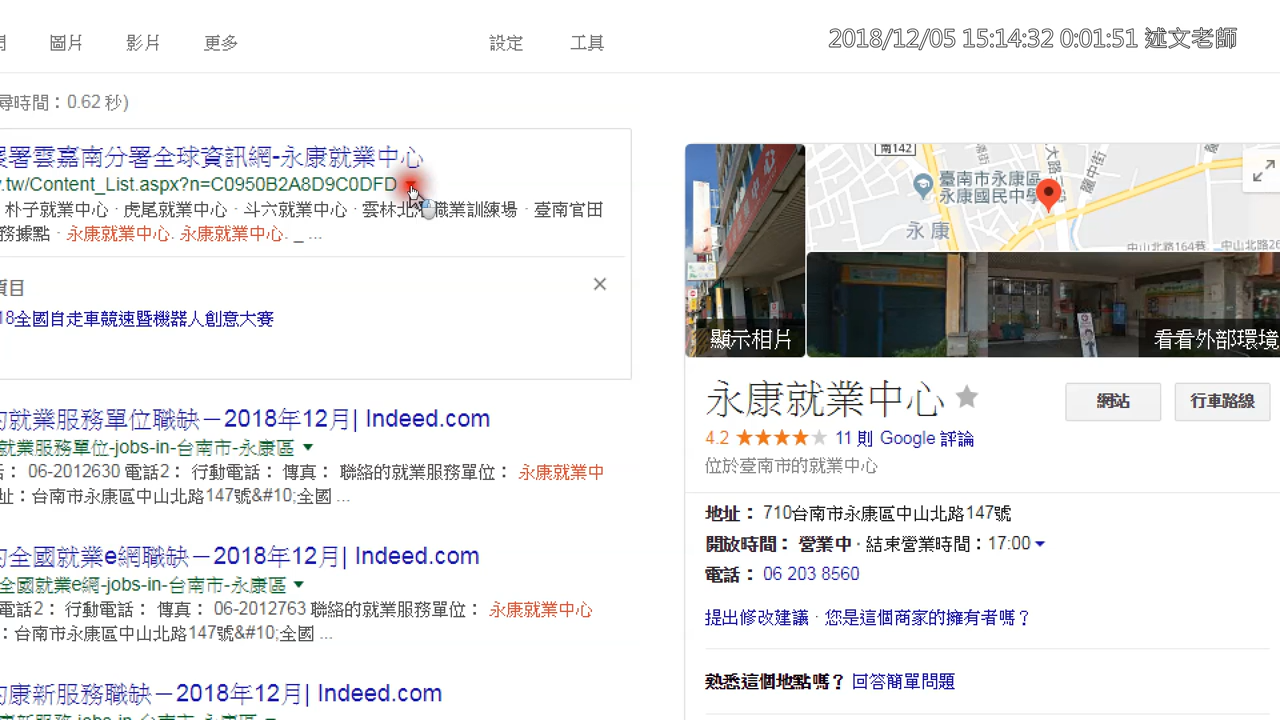 圖片 影片 更多 設定 工具
2018/12/05 15:14:32 0:01:51 述文老師
尋時間：0.62 秒)
署雲嘉南分署全球資訊網-永康就業中心
.tw/Content_List.aspx?n=C0950B2A8D9C0DFD
朴子就業中心 · 虎尾就業中心 · 斗六就業中心 · 雲林北 職業訓練場 · 臺南官田
務據點 · 永康就業中心. 永康就業中心. _ ...
項目
18全國自走車競速暨機器人創意大賽
的就業服務單位職缺－2018年12月| Indeed.com
就業服務單位-jobs-in-台南市-永康區
： 06-2012630 電話2： 行動電話： 傳真： 聯絡的就業服務單位： 永康就業中
址：台南市永康區中山北路147號&#10;全國 ...
的全國就業e網職缺－2018年12月| Indeed.com
全國就業e網-jobs-in-台南市-永康區
電話2： 行動電話： 傳真： 06-2012763 聯絡的就業服務單位： 永康就業中心
：台南市永康區中山北路147號&#10;全國 ...
的康新服務職缺－2018年12月| Indeed.com
康新服務-jobs-in-台南市-永康區
南142
大路
中街
臺南市永康區
永康國民中學
永康
中山北路164巷
中山北路26
顯示相片
看看外部環境
永康就業中心
網站
行車路線
4.2 11 則 Google 評論
位於臺南市的就業中心
地址： 710台南市永康區中山北路147號
開放時間： 營業中 · 結束營業時間：17:00
電話： 06 203 8560
提出修改建議 · 您是這個商家的擁有者嗎？
熟悉這個地點嗎？ 回答簡單問題